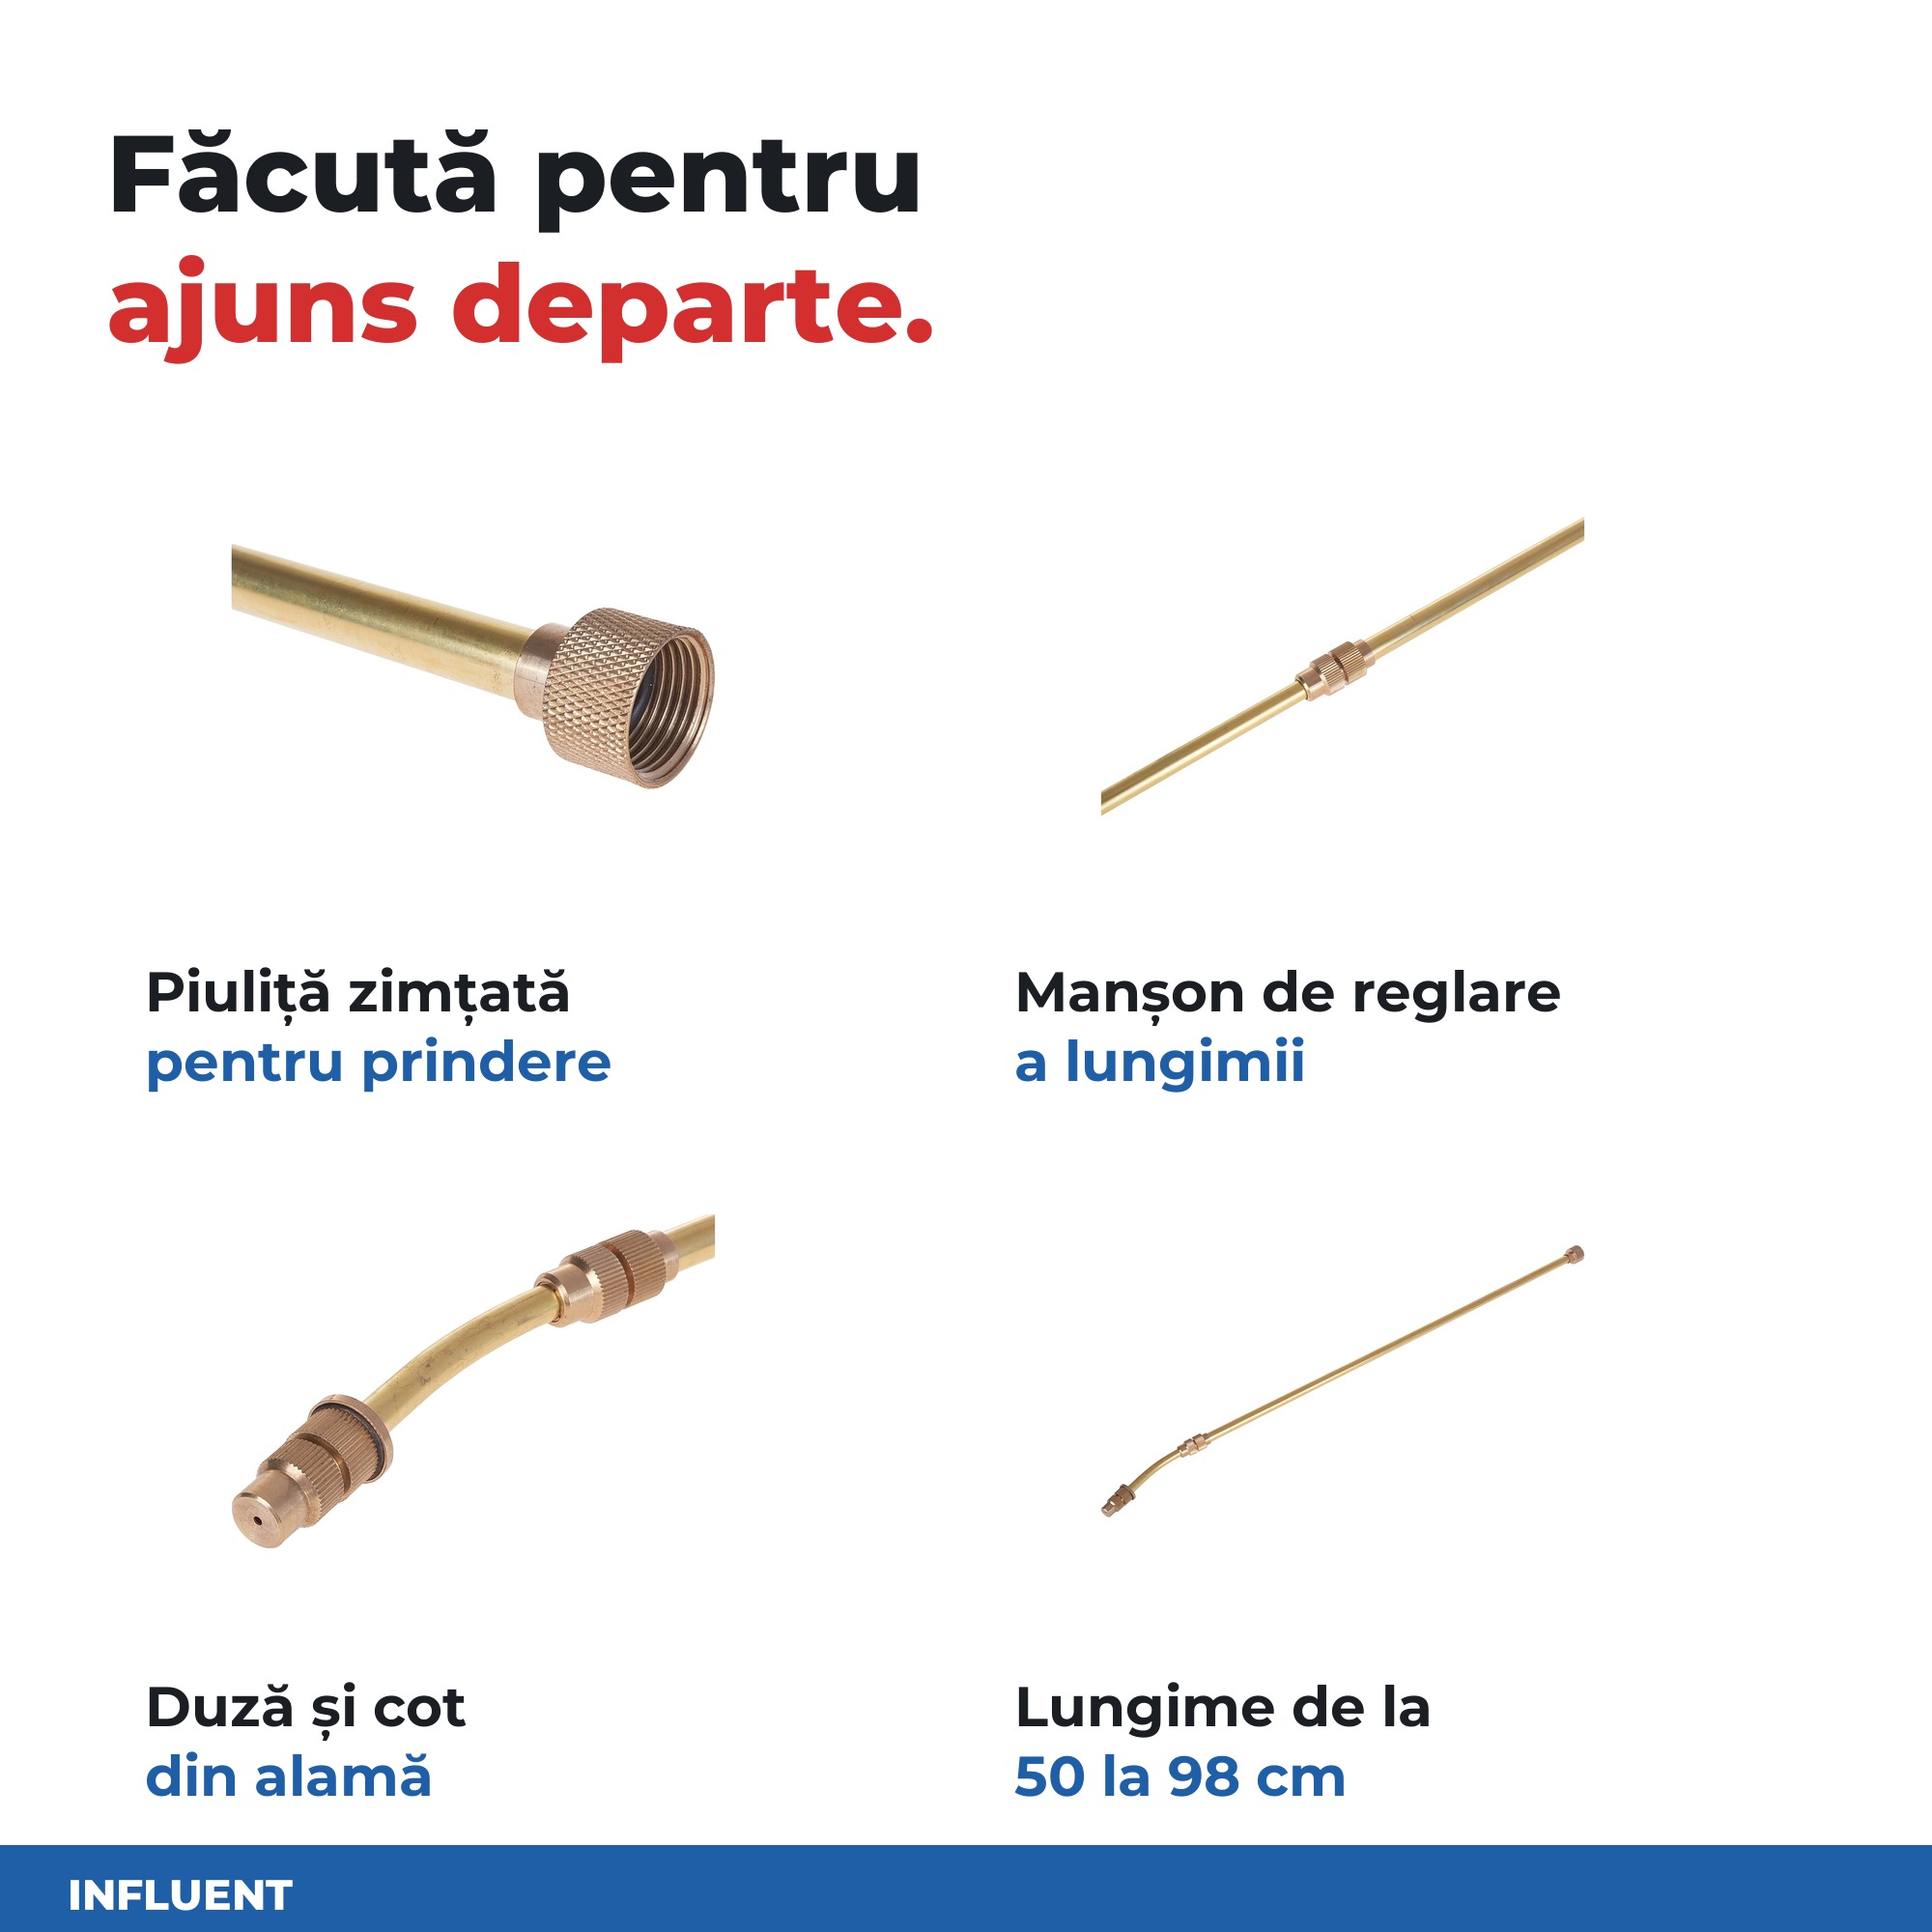 Făcută pentru
ajuns departe.
Piuliță zimțată
pentru prindere
Manșon de reglare
a lungimii
Duză și cot
din alamă
Lungime de la
50 la 98 cm
INFLUENT